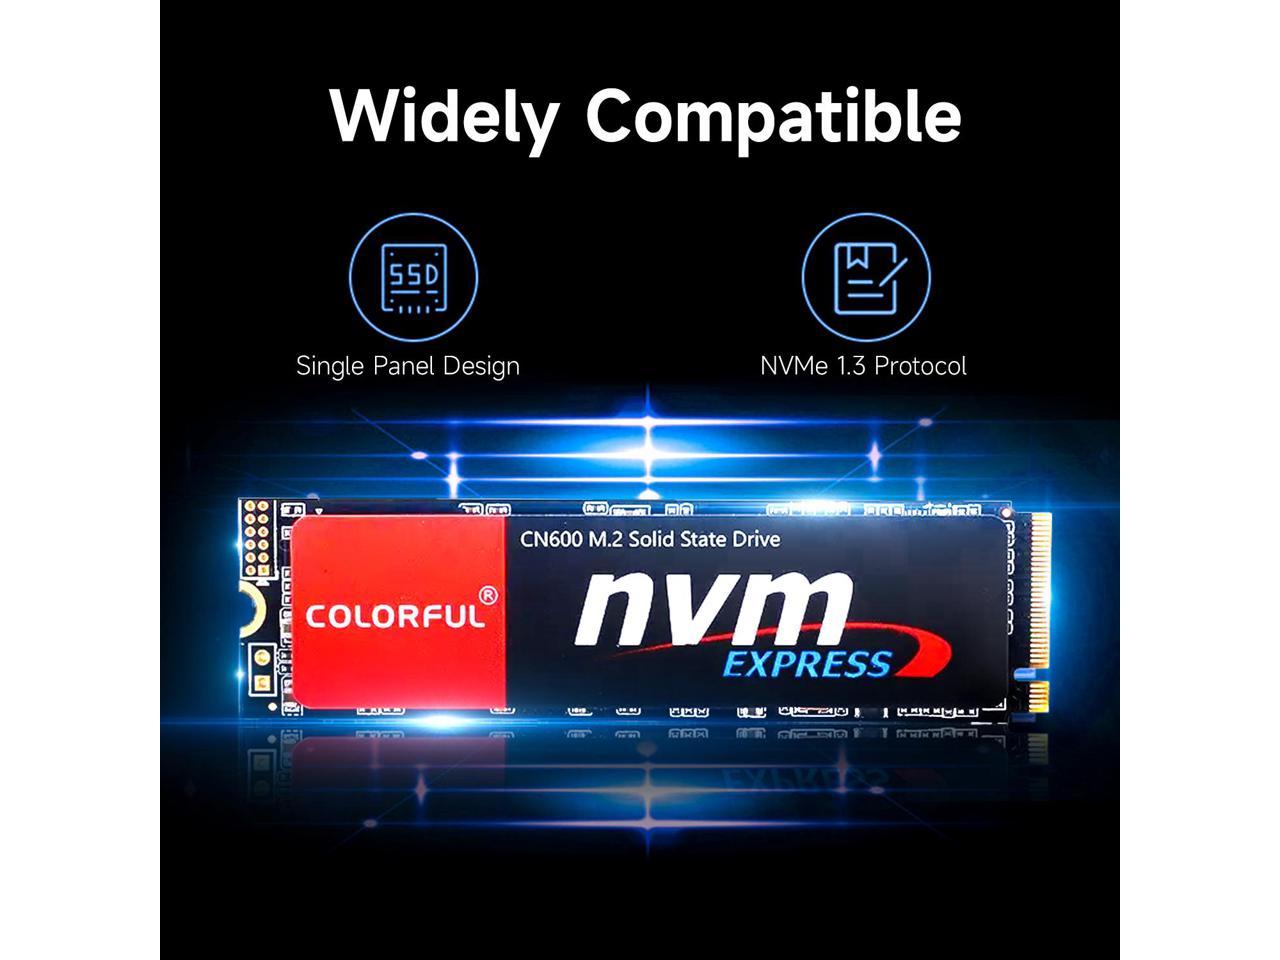 Widely Compatible
SSD
Single Panel Design
NVMe 1.3 Protocol
CN600 M.2 Solid State Drive
COLORFUL®
nvm
EXPRESS